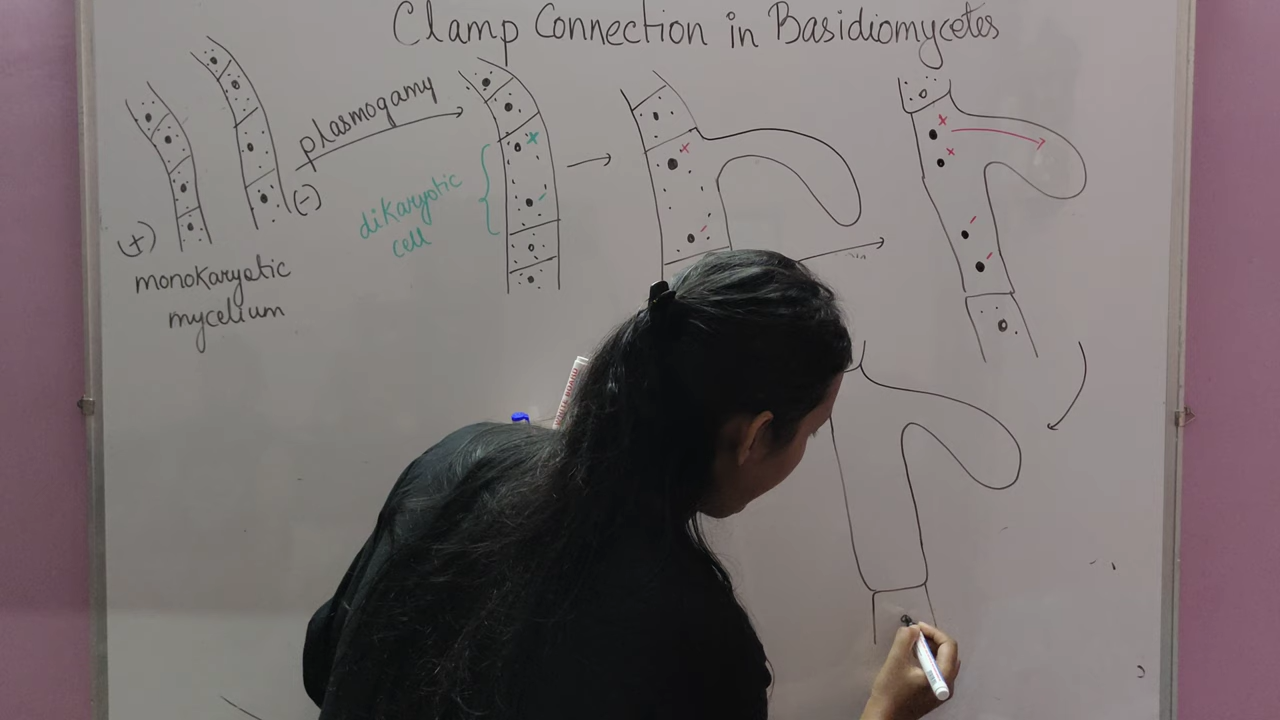 Clamp Connection in Basidiomycetes
plasmogamy
(+)
(-)
monokaryotic
mycelium
dikaryotic
cell
+
-
+
-
+
+
-
-